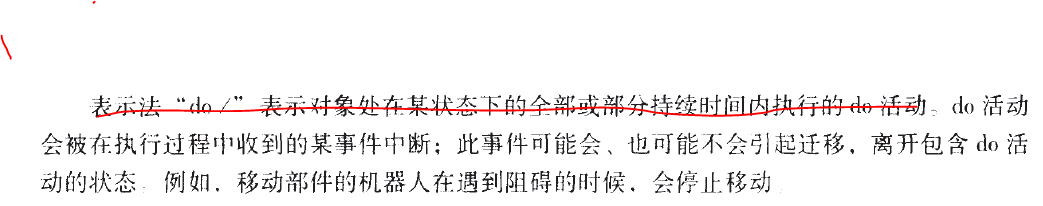 表示法“do/”表示对象处在某状态下的全部或部分持续时间内执行的 do 活动。do 活动
会被在执行过程中收到的某事件中断；此事件可能会、也可能不会引起迁移，离开包含 do 活
动的状态。例如，移动部件的机器人在遇到阻碍的时候，会停止移动。